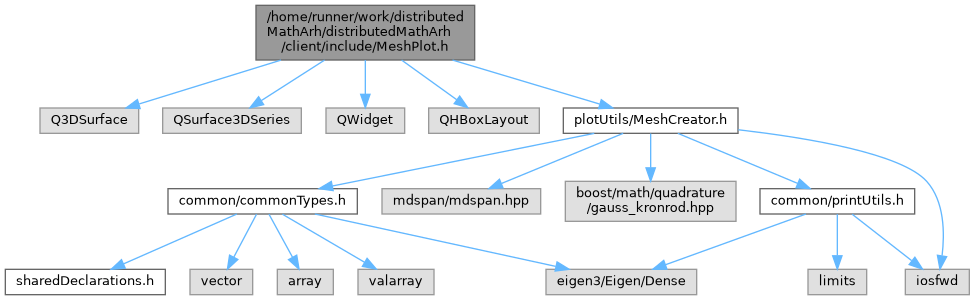 /home/runner/work/distributed
MathArh/distributedMathArh
/client/include/MeshPlot.h
Q3DSurface
QSurface3DSeries
QWidget
QHBoxLayout
plotUtils/MeshCreator.h
common/commonTypes.h
mdspan/mdspan.hpp
boost/math/quadrature
/gauss_kronrod.hpp
common/printUtils.h
sharedDeclarations.h
vector
array
valarray
eigen3/Eigen/Dense
limits
iosfwd